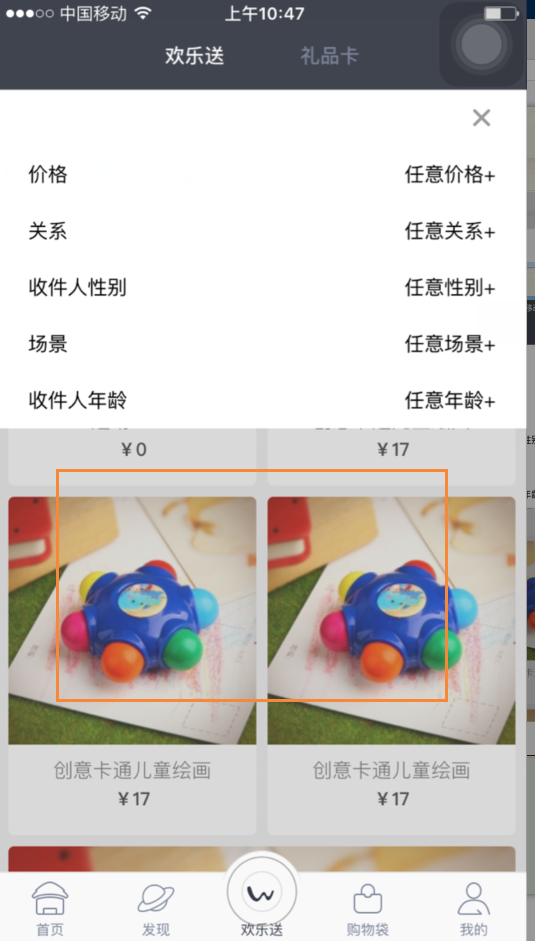 中国移动 上午10:47
欢乐送 礼品卡
价格 任意价格+
关系 任意关系+
收件人性别 任意性别+
场景 任意场景+
收件人年龄 任意年龄+
¥0 ¥17
创意卡通儿童绘画 创意卡通儿童绘画
¥17 ¥17
首页 发现 欢乐送 购物袋 我的